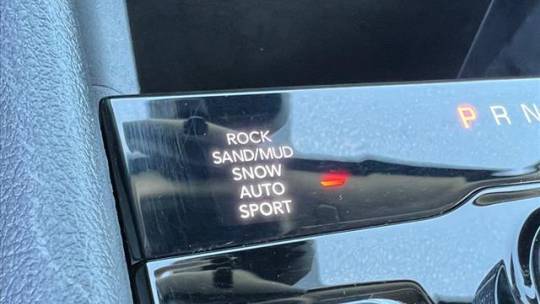 P R N
ROCK
SAND/MUD
SNOW
AUTO
SPORT